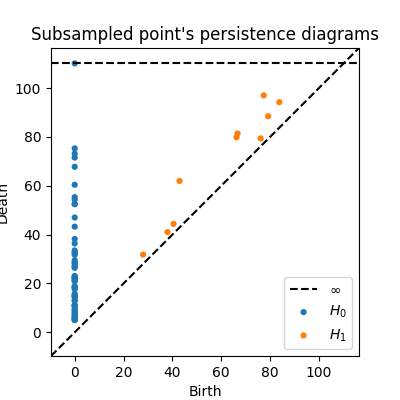 Subsampled point's persistence diagrams
Death
100
80
60
40
20
0
∞
H₀
H₁
0 20 40 60 80 100
Birth